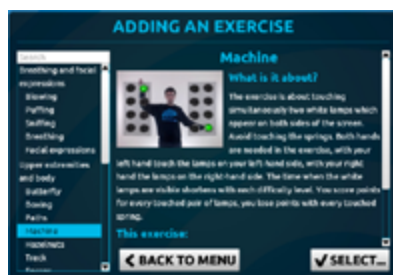 ADDING AN EXERCISE
Search
Breathing and facial
expressions
Blowing
Puffing
Sniffing
Breathing
Facial expressions
Upper extremities
and body
Butterfly
Boxing
Paths
Machine
Hazelnuts
Track
Machine
What is it about?
The exercise is about touching
simultaneously two white lamps which
appear on both sides of the screen.
Avoid touching the springs. Both hands
are needed in the exercise, with your
left hand touch the lamps on your left hand side, with your right
hand the lamps on the right-hand side. The time when the white
lamps are visible shortens with each difficulty level. You score points
for every touched pair of lamps, you lose points with every touched
spring.
This exercise:
BACK TO MENU
SELECT...